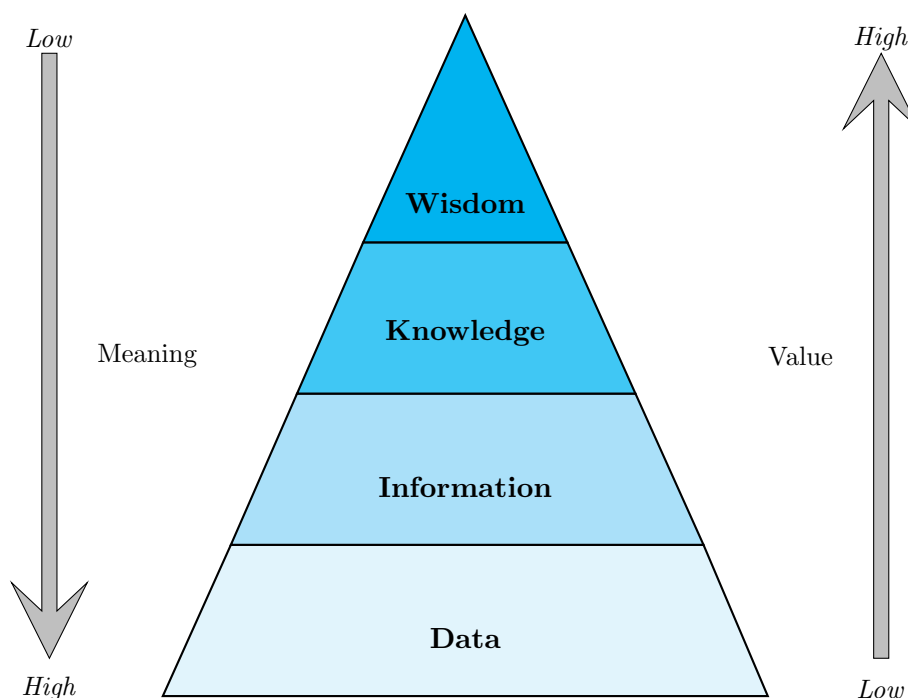 Low
High
Wisdom
Knowledge
Meaning
Value
Information
Data
High
Low